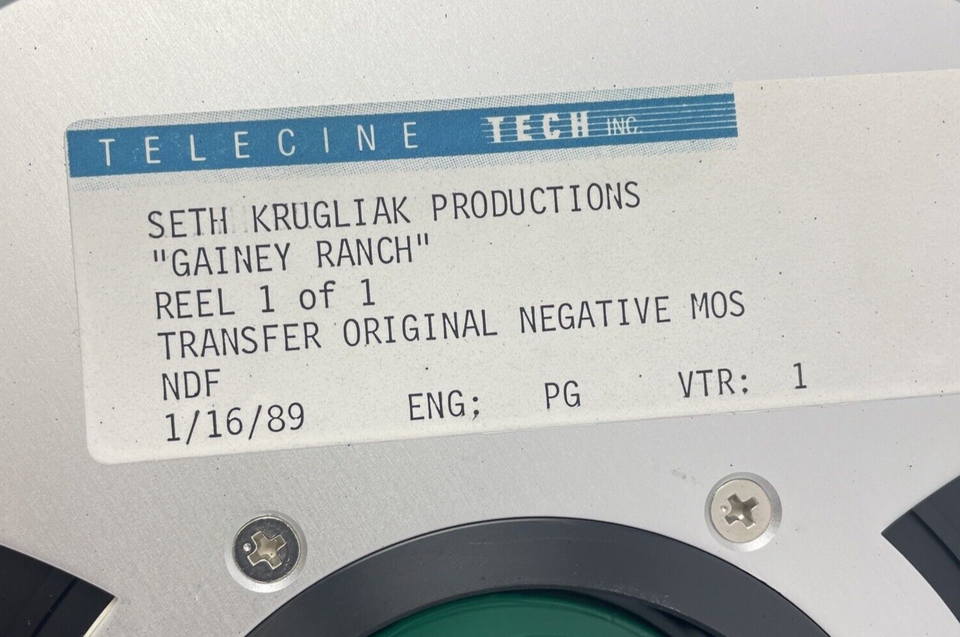 TELECINE TECH INC.
SETH KRUGLIAK PRODUCTIONS
"GAINEY RANCH"
REEL 1 of 1
TRANSFER ORIGINAL NEGATIVE MOS
NDF
1/16/89 ENG; PG VTR: 1